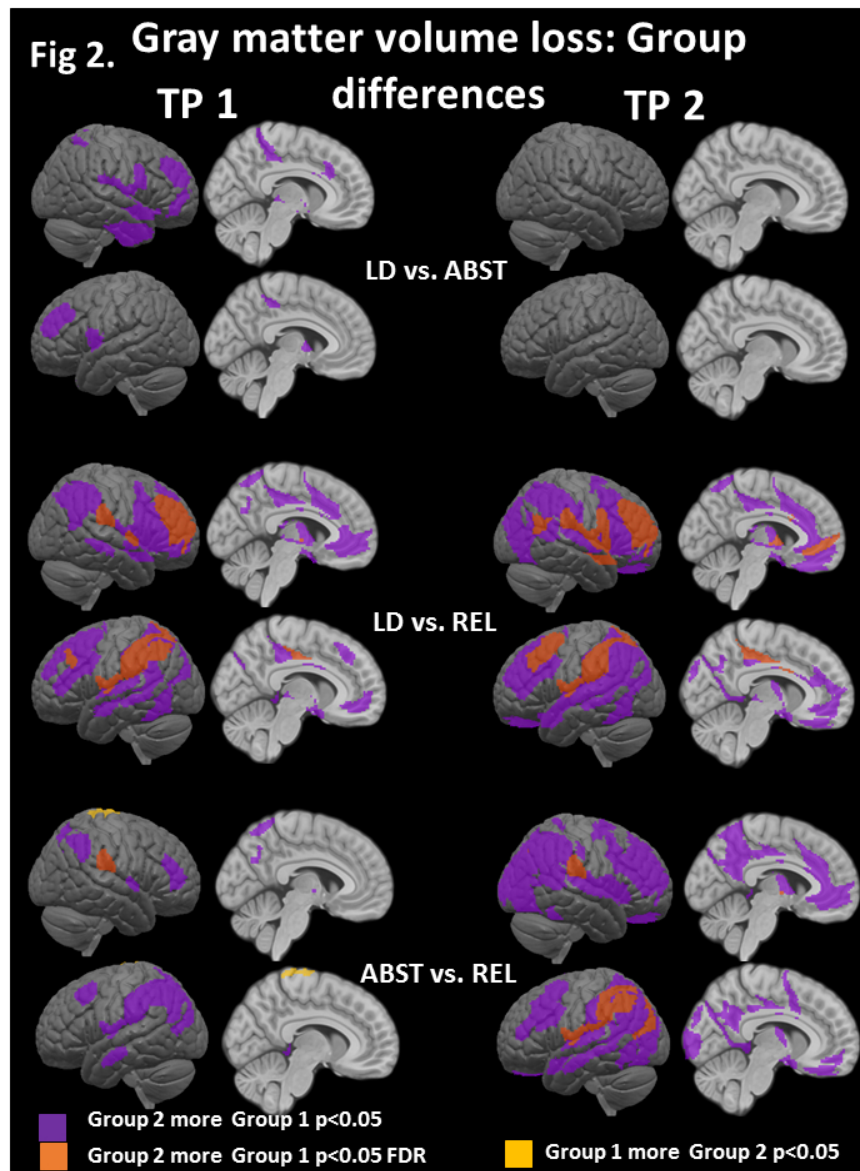 Fig 2. Gray matter volume loss: Group
differences
TP 1
TP 2
LD vs. ABST
LD vs. REL
ABST vs. REL
Group 2 more Group 1 p<0.05
Group 2 more Group 1 p<0.05 FDR
Group 1 more Group 2 p<0.05